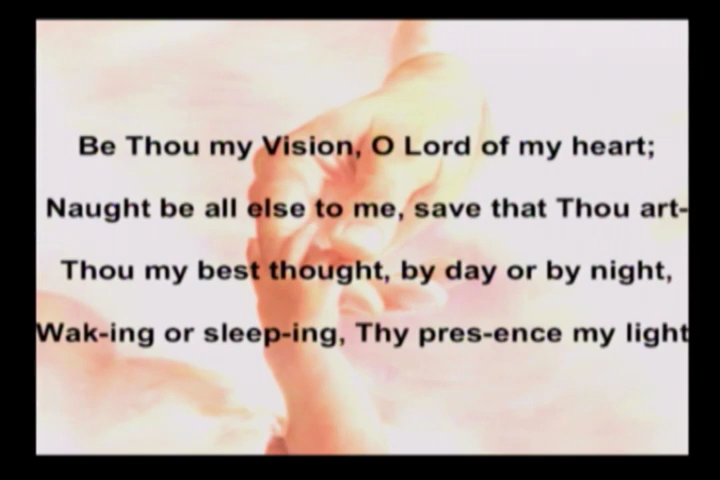 Be Thou my Vision, O Lord of my heart;
Naught be all else to me, save that Thou art-
Thou my best thought, by day or by night,
Wak-ing or sleep-ing, Thy pres-ence my light